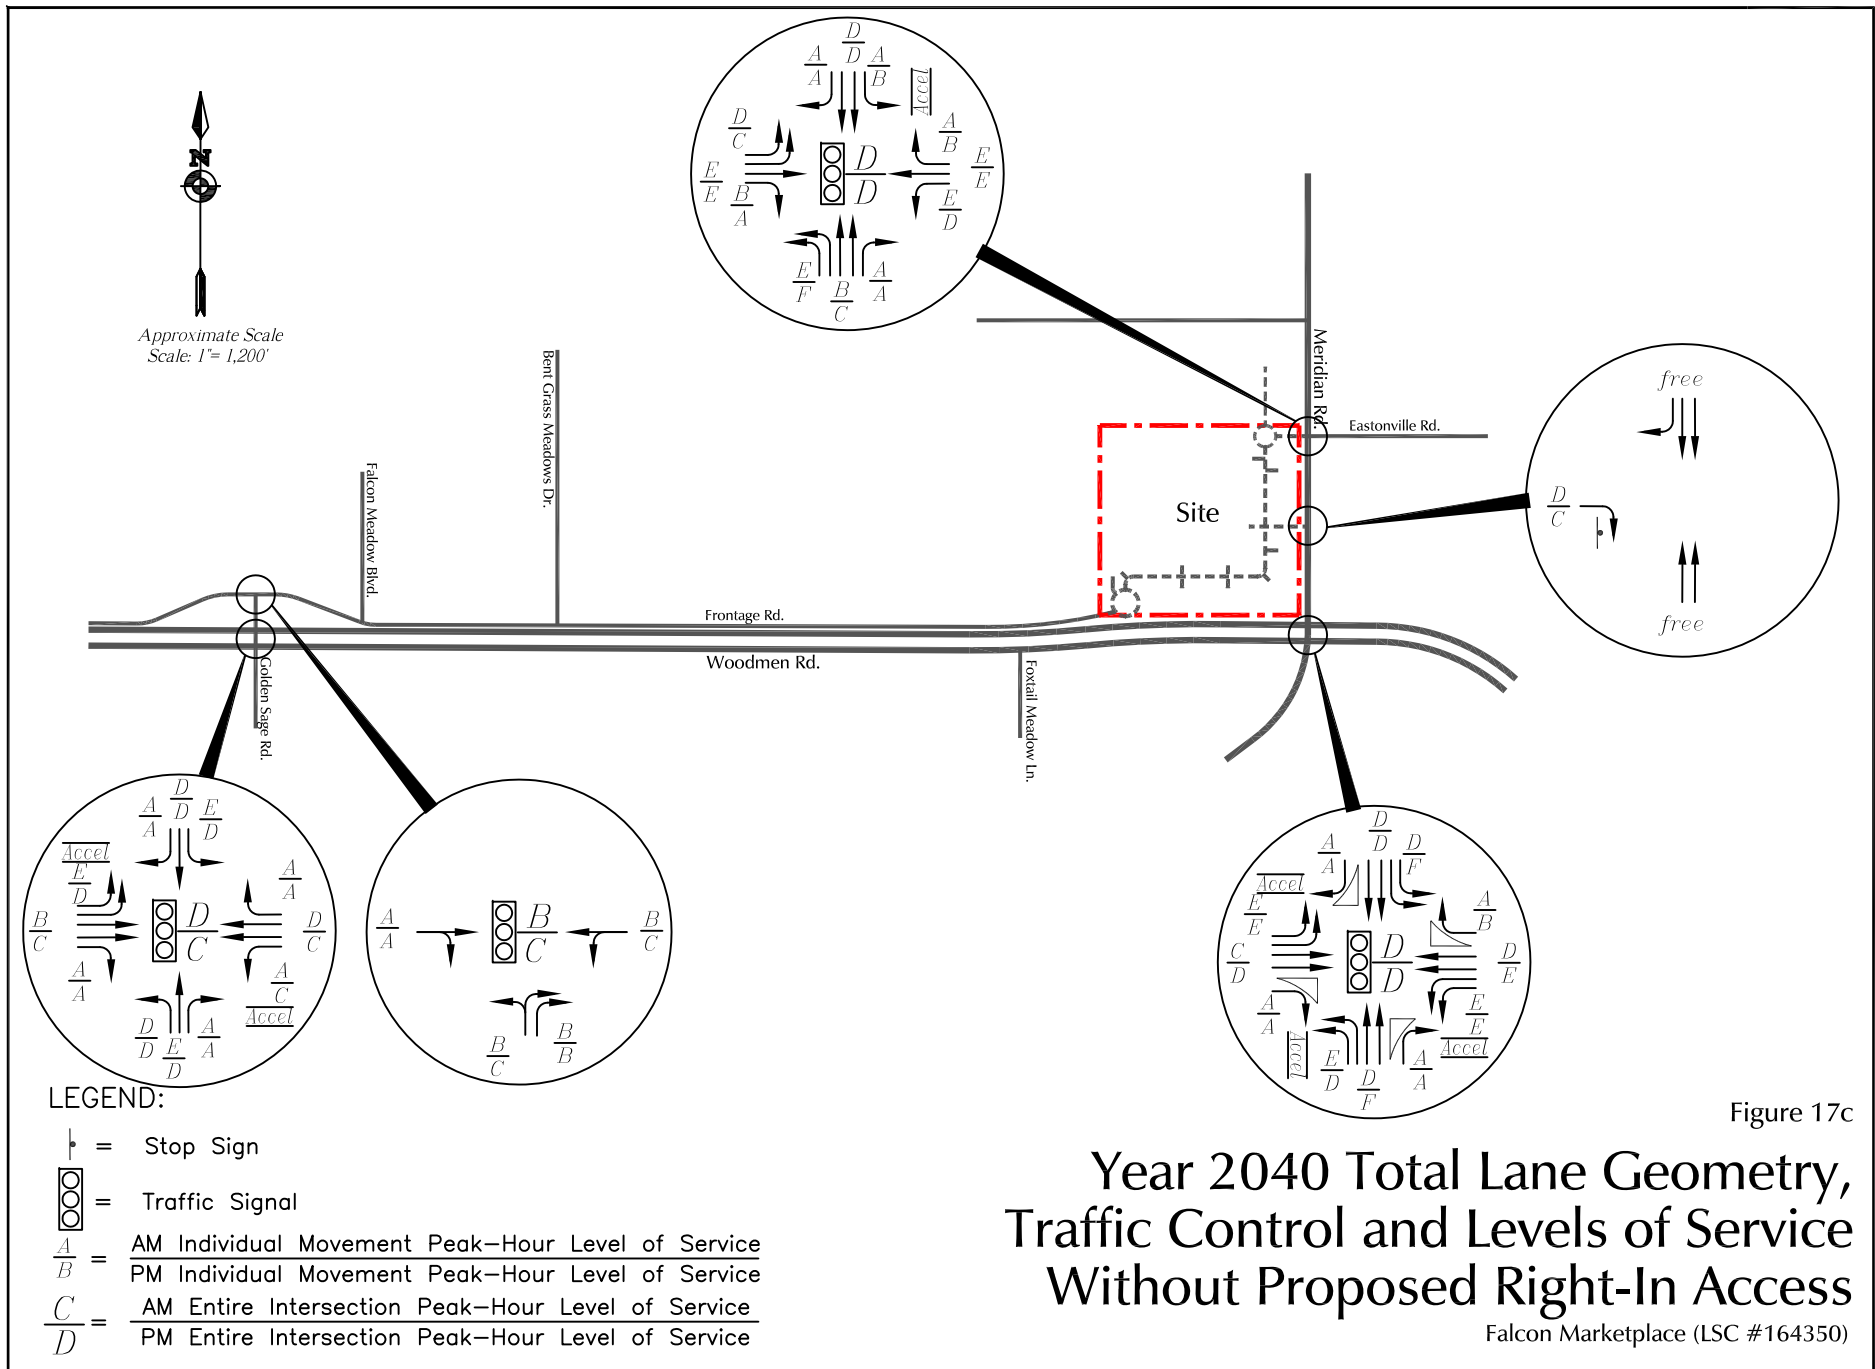 D
D
A
A
A
B
Accel
D
C
A
B
E
E
D
D
E
E
B
A
E
D
E
F
B
C
A
A
N
Approximate Scale
Scale: 1"= 1,200'
Meridian Rd.
Eastonville Rd.
Bent Grass Meadows Dr.
Falcon Meadow Blvd.
Site
free
D
C
free
Frontage Rd.
Woodmen Rd.
Golden Sage Rd.
Foxtail Meadow Ln.
D
D
A
A
E
D
Accel
E
D
A
A
B
C
D
C
D
C
A
A
A
C
Accel
D
D
E
D
A
A
A
A
B
C
B
C
B
C
B
B
D
D
A
A
D
F
Accel
E
E
A
B
C
D
D
D
D
E
A
A
E
E
Accel
Accel
E
D
D
F
A
A
LEGEND:
= Stop Sign
= Traffic Signal
A
B
=
AM Individual Movement Peak-Hour Level of Service
PM Individual Movement Peak-Hour Level of Service
C
D
=
AM Entire Intersection Peak-Hour Level of Service
PM Entire Intersection Peak-Hour Level of Service
Figure 17c
Year 2040 Total Lane Geometry,
Traffic Control and Levels of Service
Without Proposed Right-In Access
Falcon Marketplace (LSC #164350)